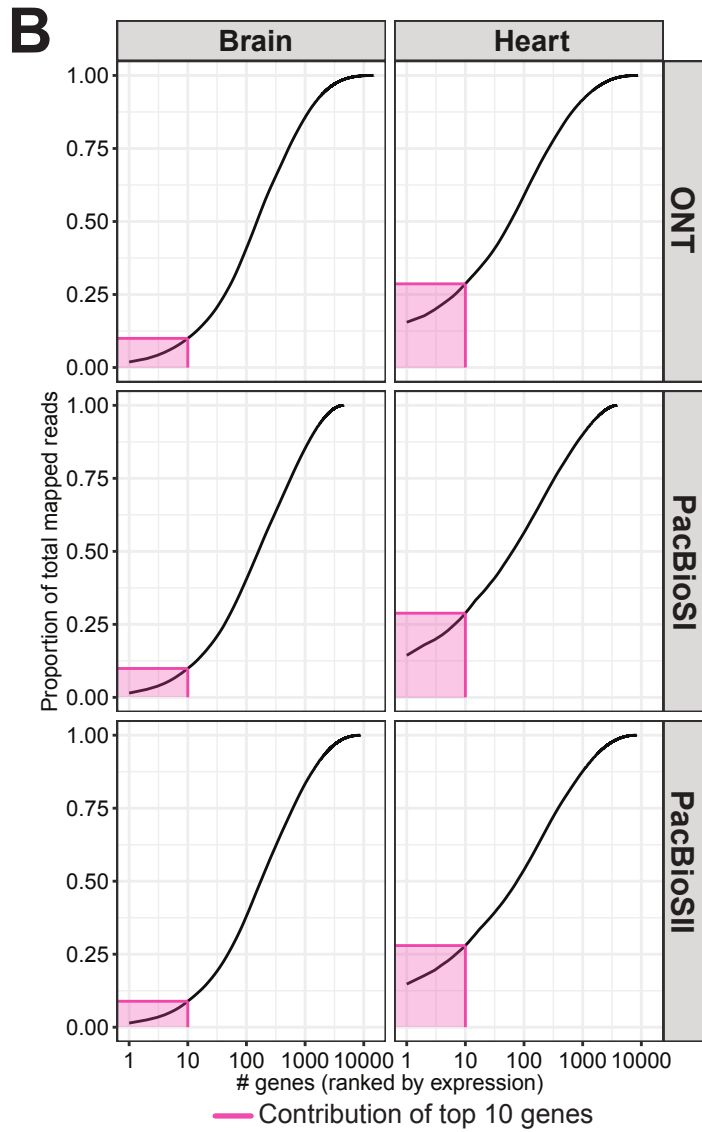 B
Brain
Heart
1.00
0.75
0.50
0.25
0.00
ONT
1.00
0.75
0.50
0.25
0.00
PacBioSI
1.00
0.75
0.50
0.25
0.00
PacBioSII
Proportion of total mapped reads
1 10 100 1000 10000
1 10 100 1000 10000
# genes (ranked by expression)
Contribution of top 10 genes